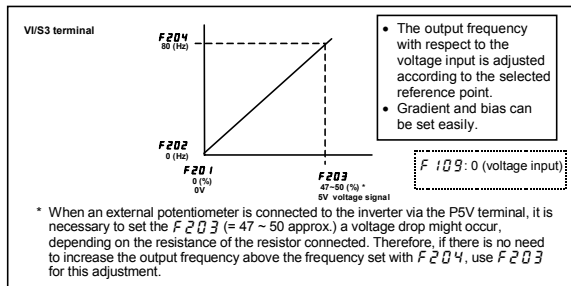 VI/S3 terminal
F204
80 (Hz)
F202
0 (Hz)
F201
0 (%)
0V
F203
47~50 (%) *
5V voltage signal
• The output frequency
with respect to the
voltage input is adjusted
according to the selected
reference point.
• Gradient and bias can
be set easily.
F109: 0 (voltage input)
* When an external potentiometer is connected to the inverter via the P5V terminal, it is
necessary to set the F203 (= 47 ~ 50 approx.) a voltage drop might occur,
depending on the resistance of the resistor connected. Therefore, if there is no need
to increase the output frequency above the frequency set with F204, use F203
for this adjustment.